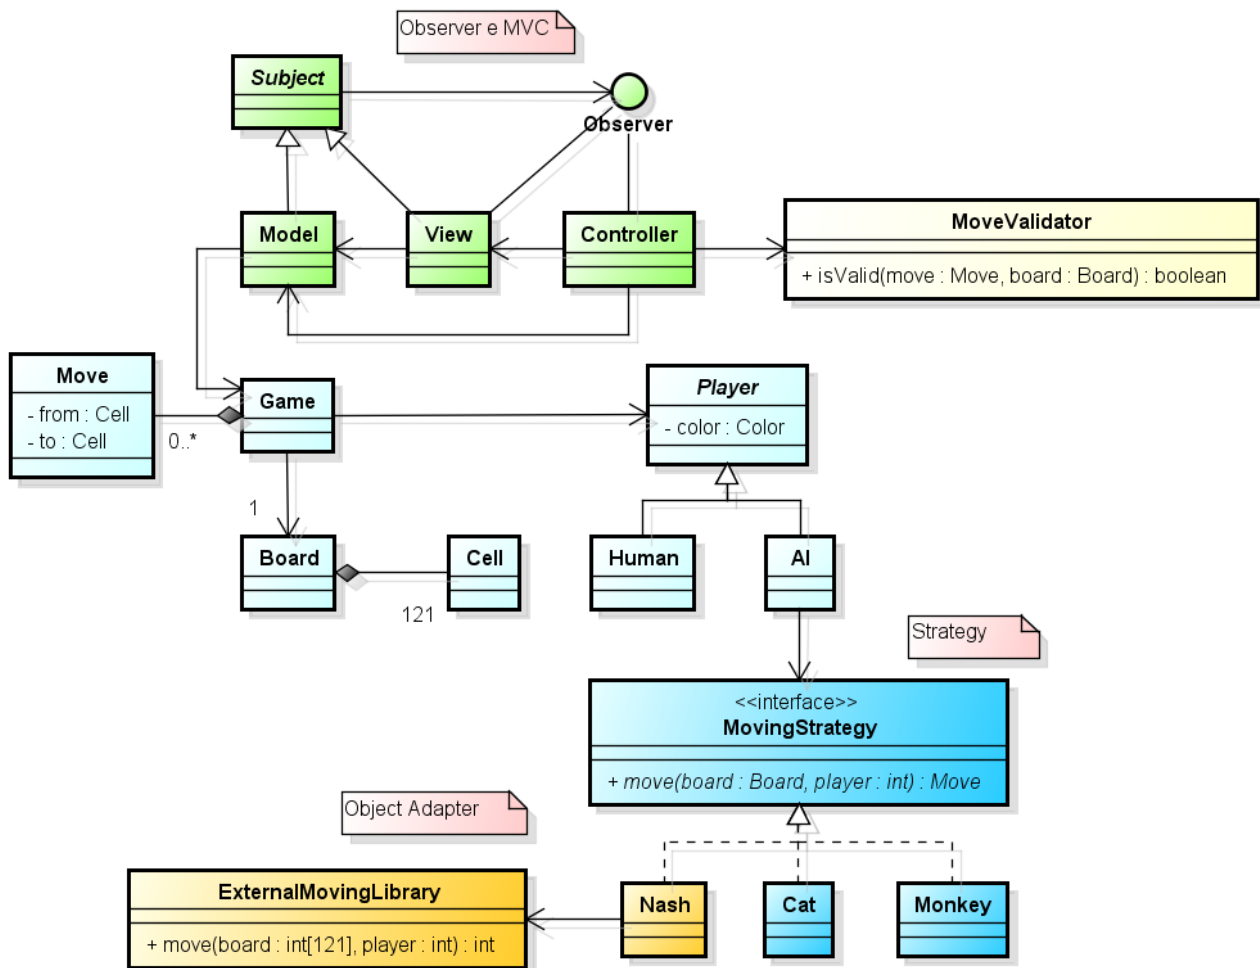 Observer e MVC
Subject
Observer
Model
View
Controller
MoveValidator
+ isValid(move : Move, board : Board) : boolean
Move
- from : Cell
- to : Cell
0..*
Game
Player
- color : Color
1
Board
Cell
121
Human
AI
Strategy
<<interface>>
MovingStrategy
+ move(board : Board, player : int) : Move
Object Adapter
ExternalMovingLibrary
+ move(board : int[121], player : int) : int
Nash
Cat
Monkey